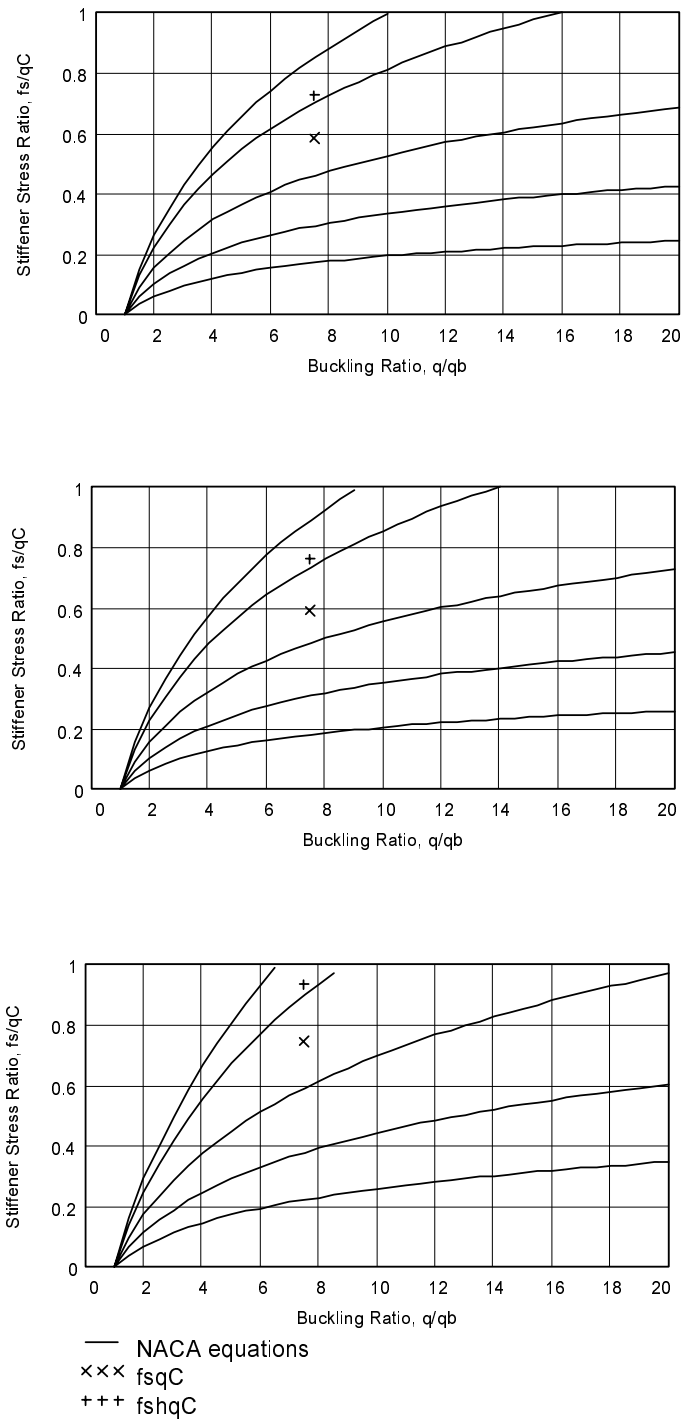 1
0.8
0.6
0.4
0.2
0
Stiffener Stress Ratio, fs/qC
0 2 4 6 8 10 12 14 16 18 20
Buckling Ratio, q/qb
1
0.8
0.6
0.4
0.2
0
Stiffener Stress Ratio, fs/qC
0 2 4 6 8 10 12 14 16 18 20
Buckling Ratio, q/qb
1
0.8
0.6
0.4
0.2
0
Stiffener Stress Ratio, fs/qC
0 2 4 6 8 10 12 14 16 18 20
Buckling Ratio, q/qb
NACA equations
××× fsqC
+++ fshqC